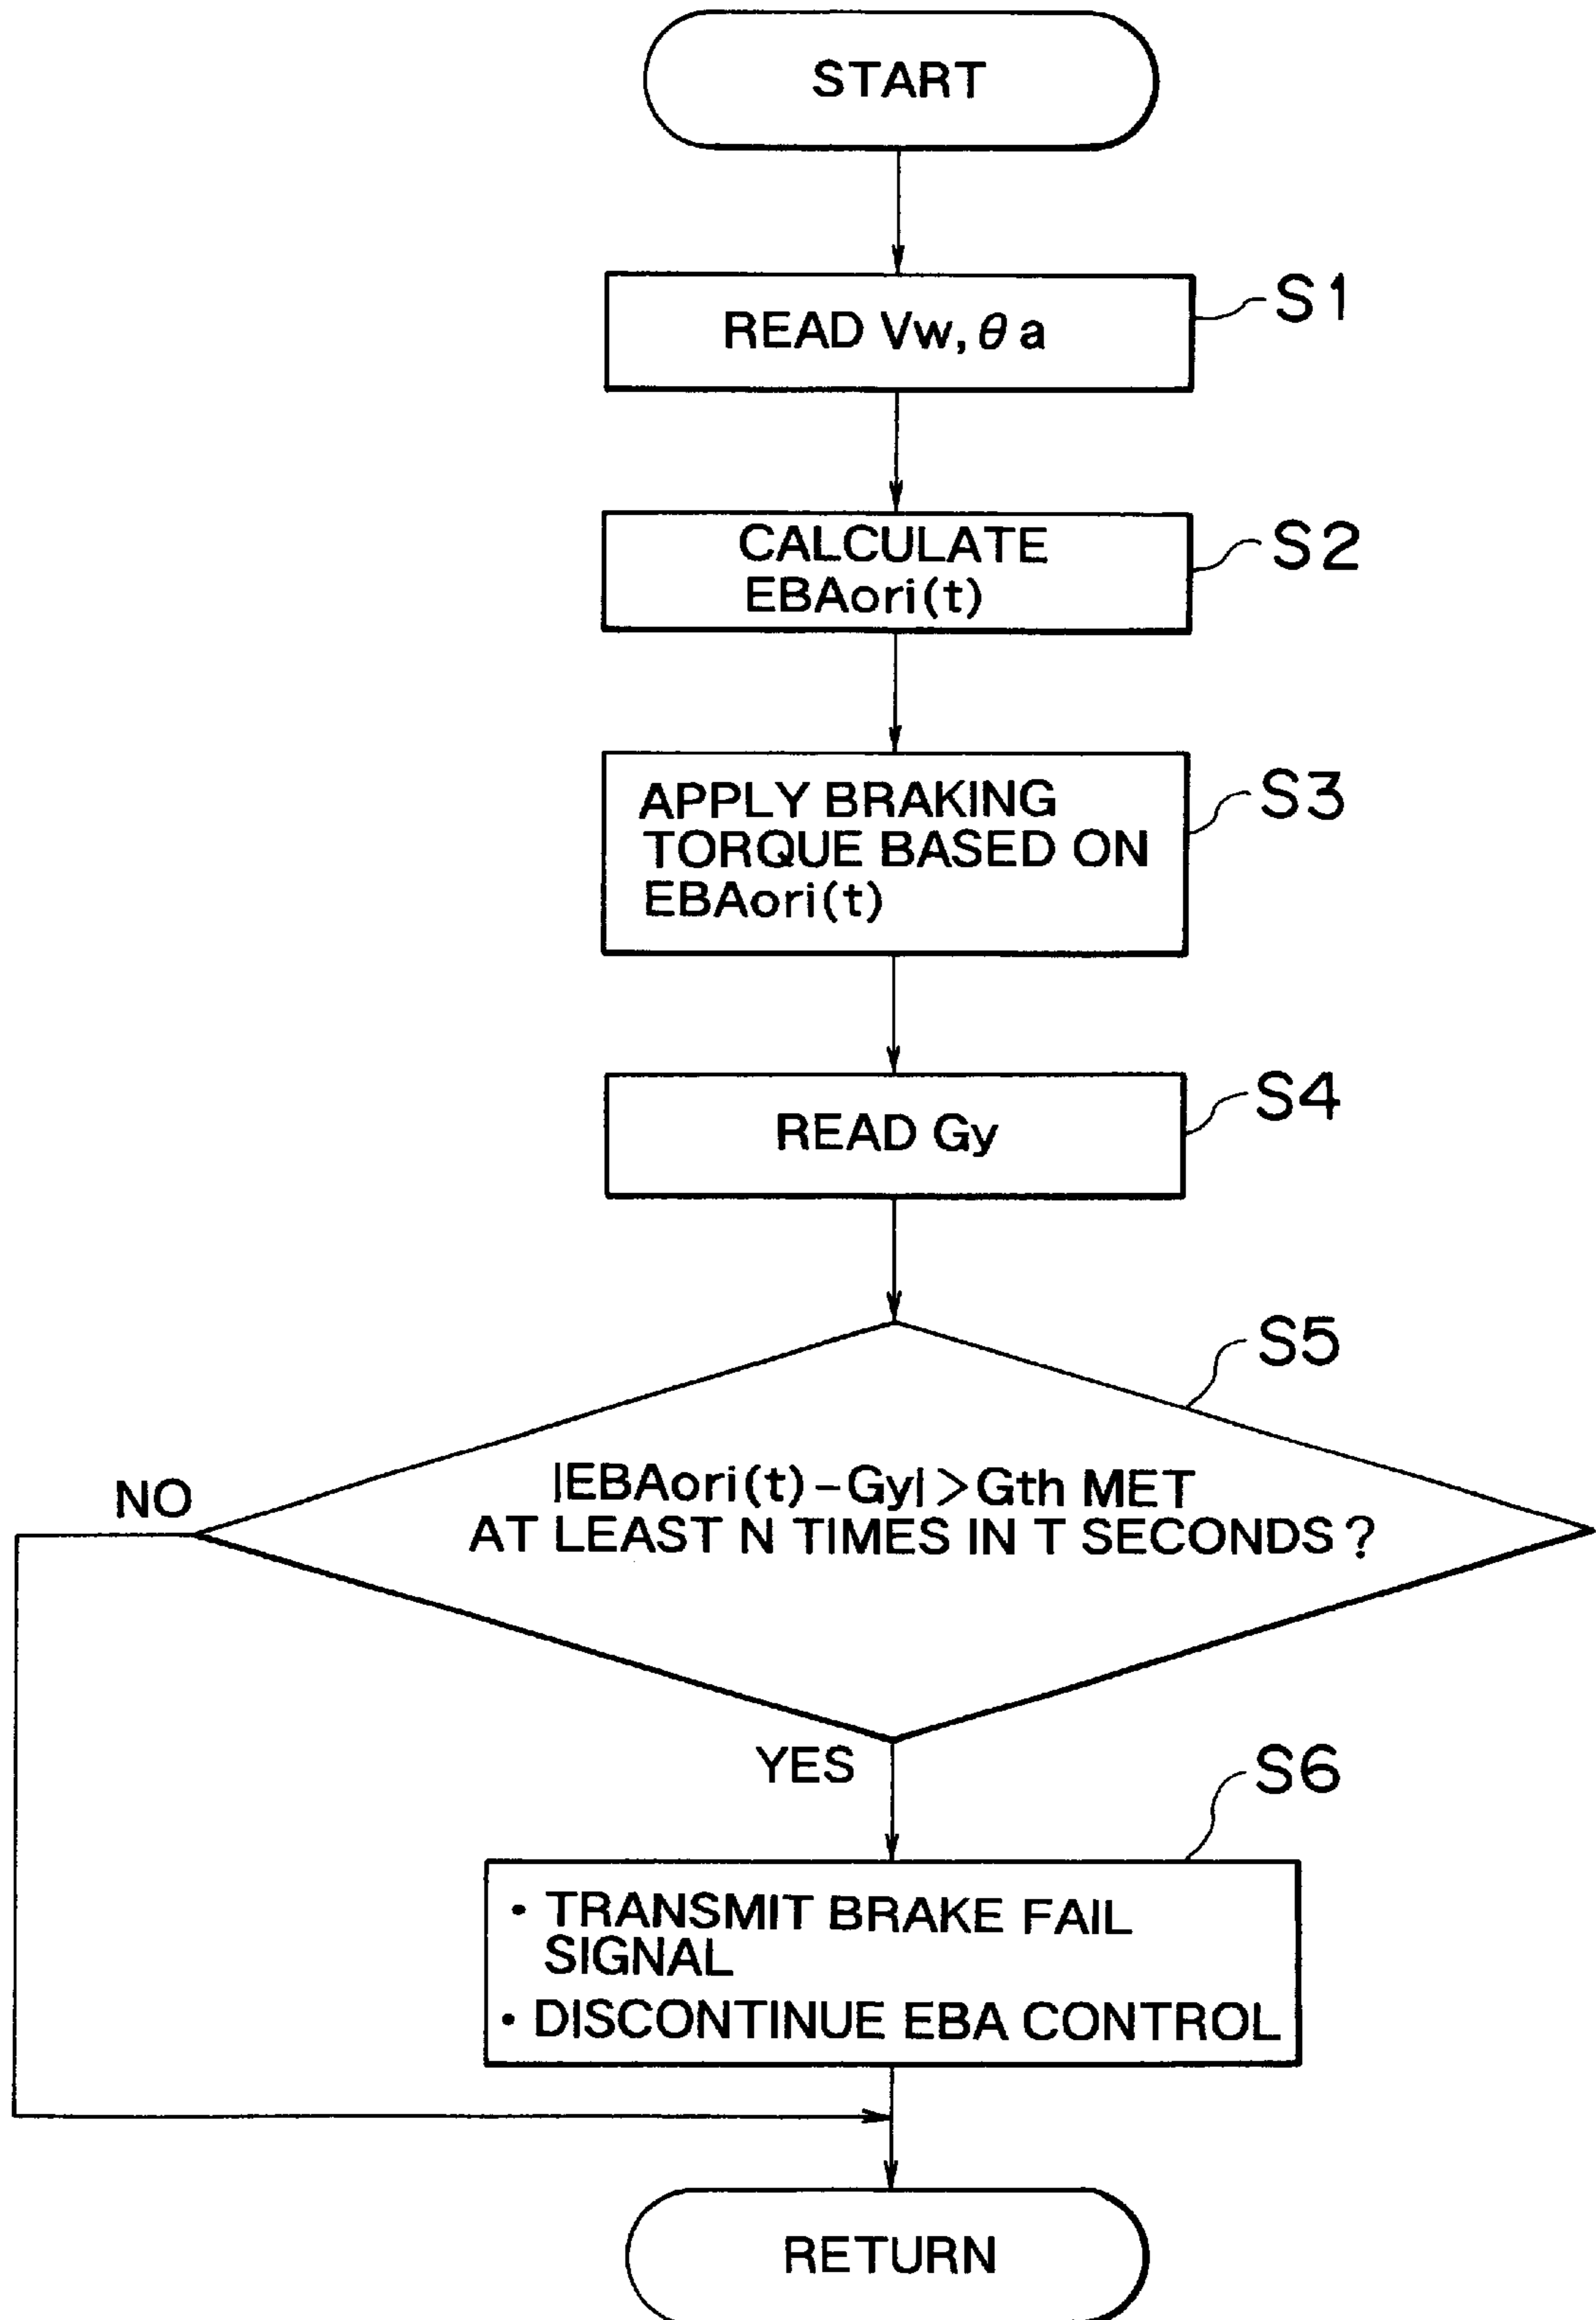 START
READ Vw, θ a
S1
CALCULATE
EBAori(t)
S2
APPLY BRAKING
TORQUE BASED ON
EBAori(t)
S3
READ Gy
S4
S5
|EBAori(t)-Gy|>Gth MET
AT LEAST N TIMES IN T SECONDS?
NO
YES
S6
• TRANSMIT BRAKE FAIL
SIGNAL
• DISCONTINUE EBA CONTROL
RETURN